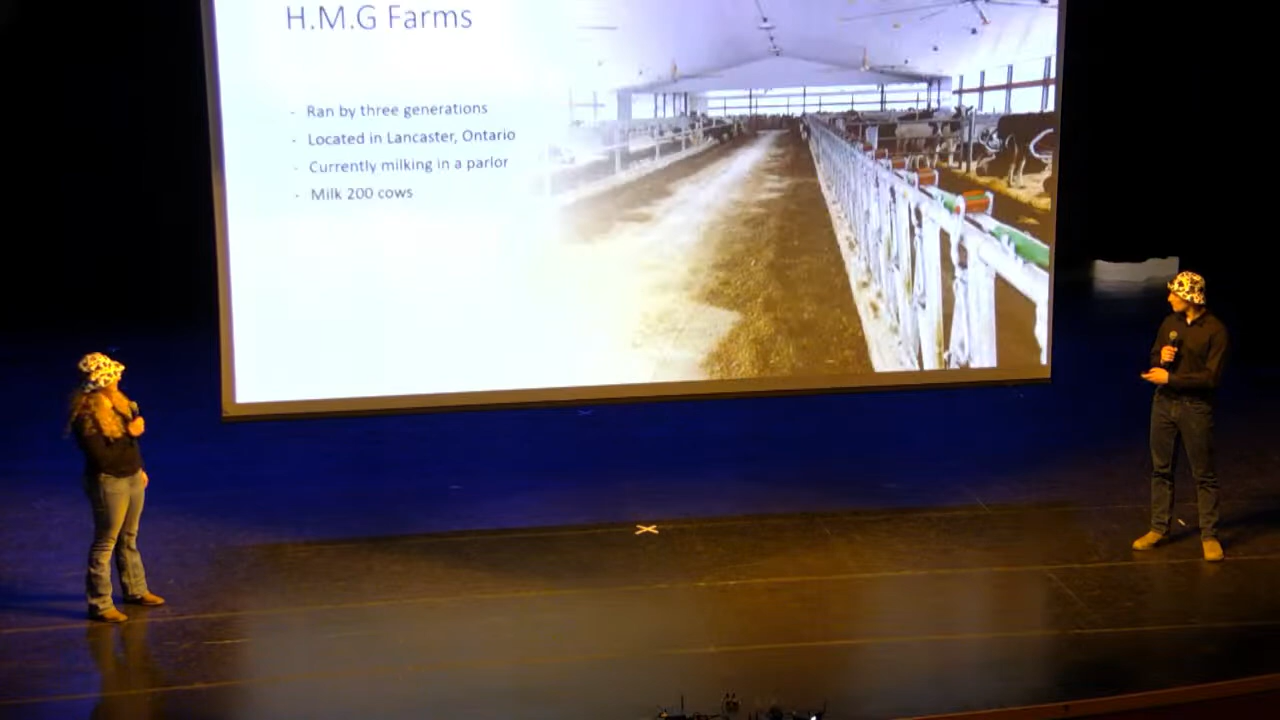 H.M.G Farms
- Ran by three generations
- Located in Lancaster, Ontario
- Currently milking in a parlor
- Milk 200 cows